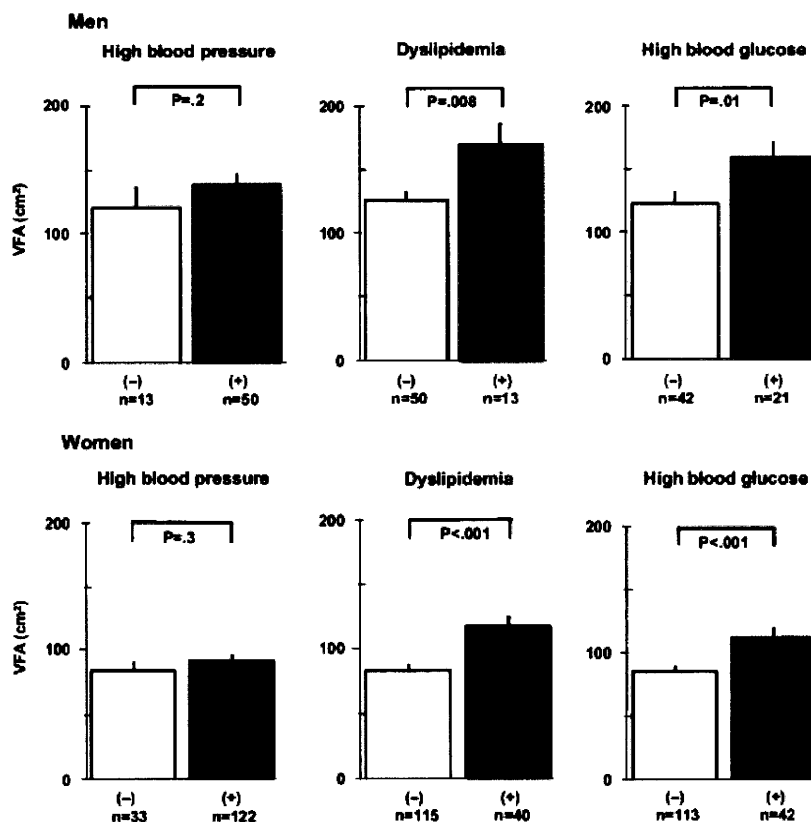 Men
High blood pressure
Dyslipidemia
High blood glucose
P=.2
P=.008
P=.01
VFA (cm²)
200
100
0
200
100
0
200
100
0
(−)
(+)
(−)
(+)
(−)
(+)
n=13
n=50
n=50
n=13
n=42
n=21
Women
High blood pressure
Dyslipidemia
High blood glucose
P=.3
P<.001
P<.001
VFA (cm²)
200
100
0
200
100
0
200
100
0
(−)
(+)
(−)
(+)
(−)
(+)
n=33
n=122
n=115
n=40
n=113
n=42